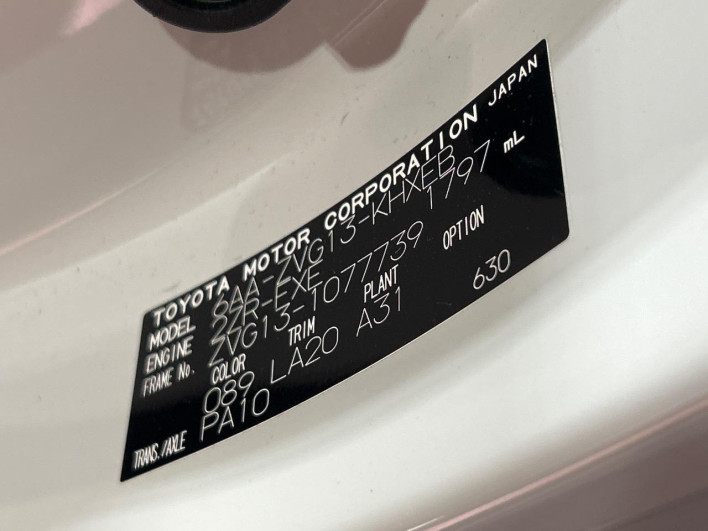 TOYOTA MOTOR CORPORATION JAPAN
MODEL 6AA-ZVG13-KHXEB
ENGINE 2ZR-EXE 1797 mL
FRAME No. ZVG13-1077739
COLOR TRIM PLANT OPTION
089 LA20 A31 630
TRANS./AXLE PA10